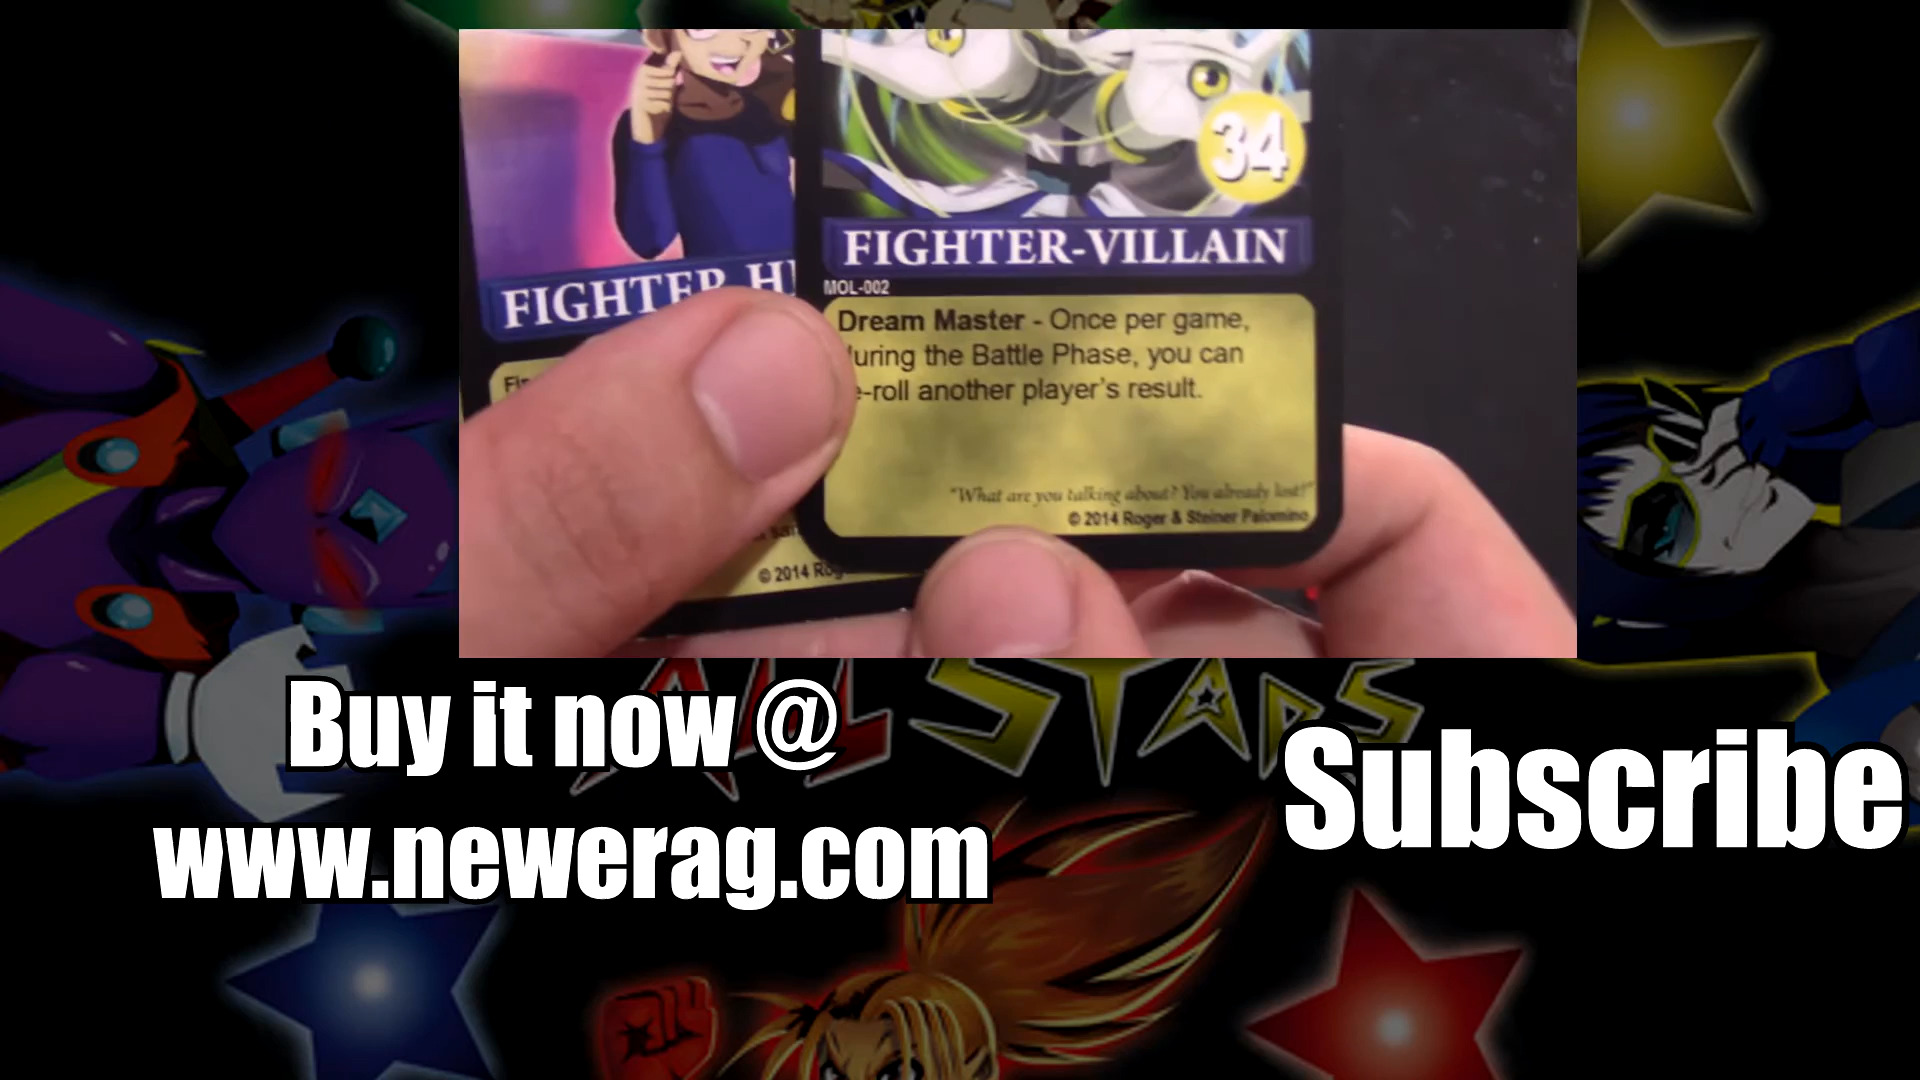 34
FIGHTER-VILLAIN
FIGHTER
MOL-002
Dream Master - Once per game,
during the Battle Phase, you can
re-roll another player's result.
"What are you talking about? You already lost!"
© 2014 Roger & Steiner Palomino
© 2014 Rog
ALL STARS
Buy it now @
www.newerag.com
Subscribe